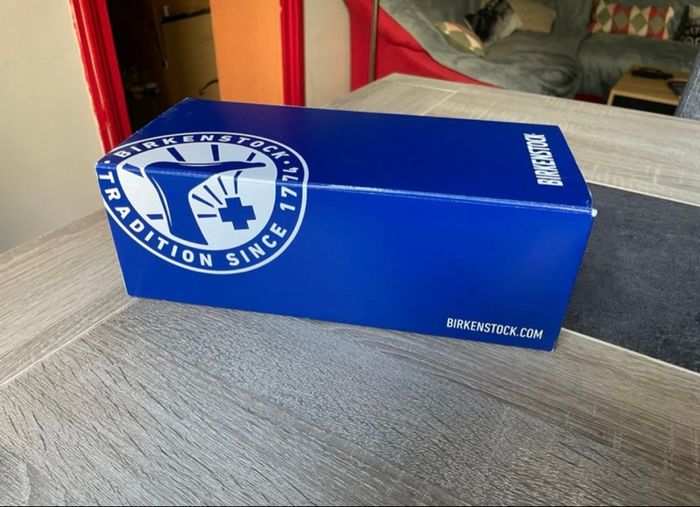 BIRKENSTOCK
TRADITION SINCE 1774
BIRKENSTOCK
BIRKENSTOCK.COM